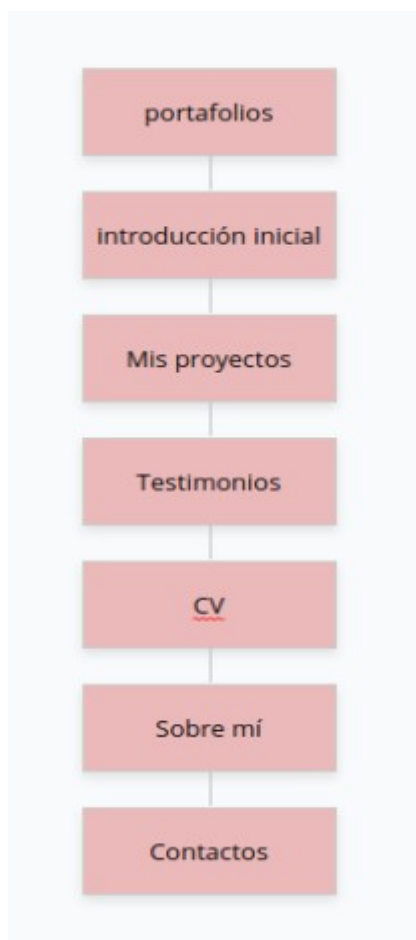 portafolios
introducción inicial
Mis proyectos
Testimonios
CV
Sobre mí
Contactos